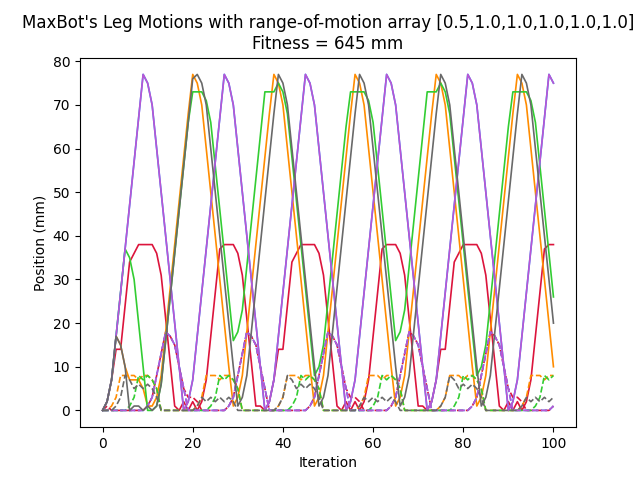 MaxBot's Leg Motions with range-of-motion array [0.5,1.0,1.0,1.0,1.0,1.0]
Fitness = 645 mm
80
70
60
50
40
30
20
10
0
Position (mm)
0 20 40 60 80 100
Iteration